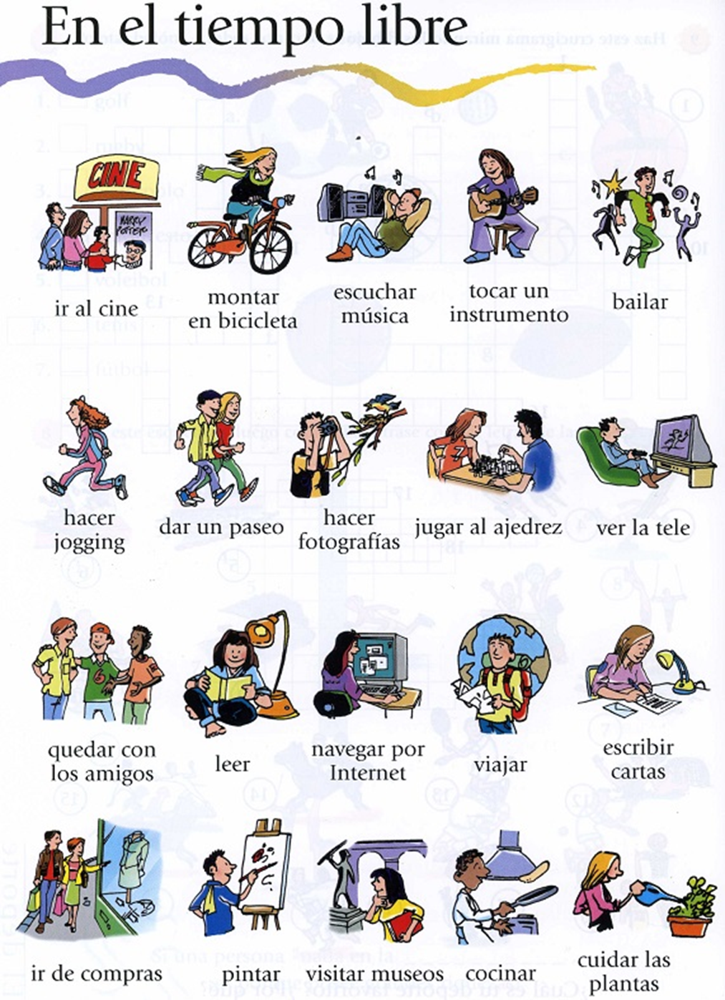 En el tiempo libre
CINE
HARRY
POTTER
ir al cine
montar
en bicicleta
escuchar
música
tocar un
instrumento
bailar
hacer
jogging
dar un paseo
hacer
fotografías
jugar al ajedrez
ver la tele
quedar con
los amigos
leer
navegar por
Internet
viajar
escribir
cartas
ir de compras
pintar
visitar museos
cocinar
cuidar las
plantas